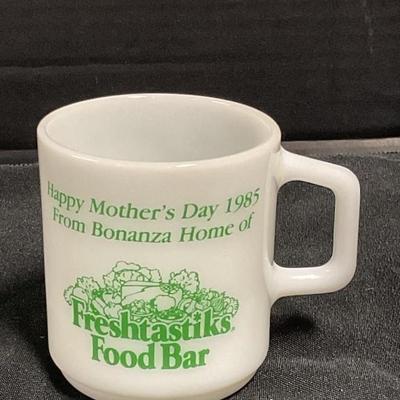 Happy Mother's Day 1985
From Bonanza Home of
Freshtastiks®
Food Bar